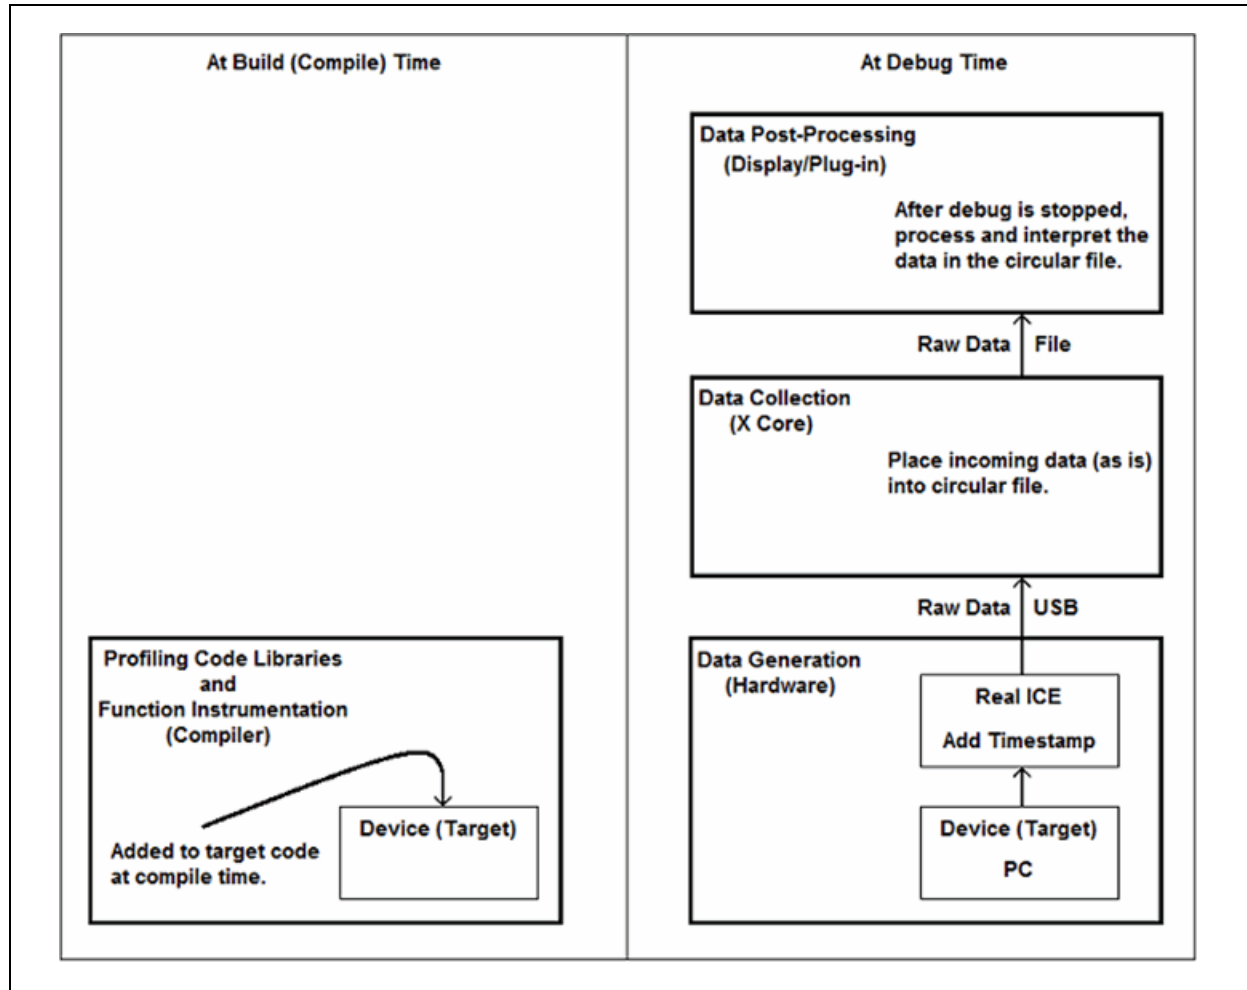 At Build (Compile) Time
Profiling Code Libraries
and
Function Instrumentation
(Compiler)
Added to target code
at compile time.
Device (Target)
At Debug Time
Data Post-Processing
(Display/Plug-in)
After debug is stopped,
process and interpret the
data in the circular file.
Raw Data File
Data Collection
(X Core)
Place incoming data (as is)
into circular file.
Raw Data USB
Data Generation
(Hardware)
Real ICE
Add Timestamp
Device (Target)
PC